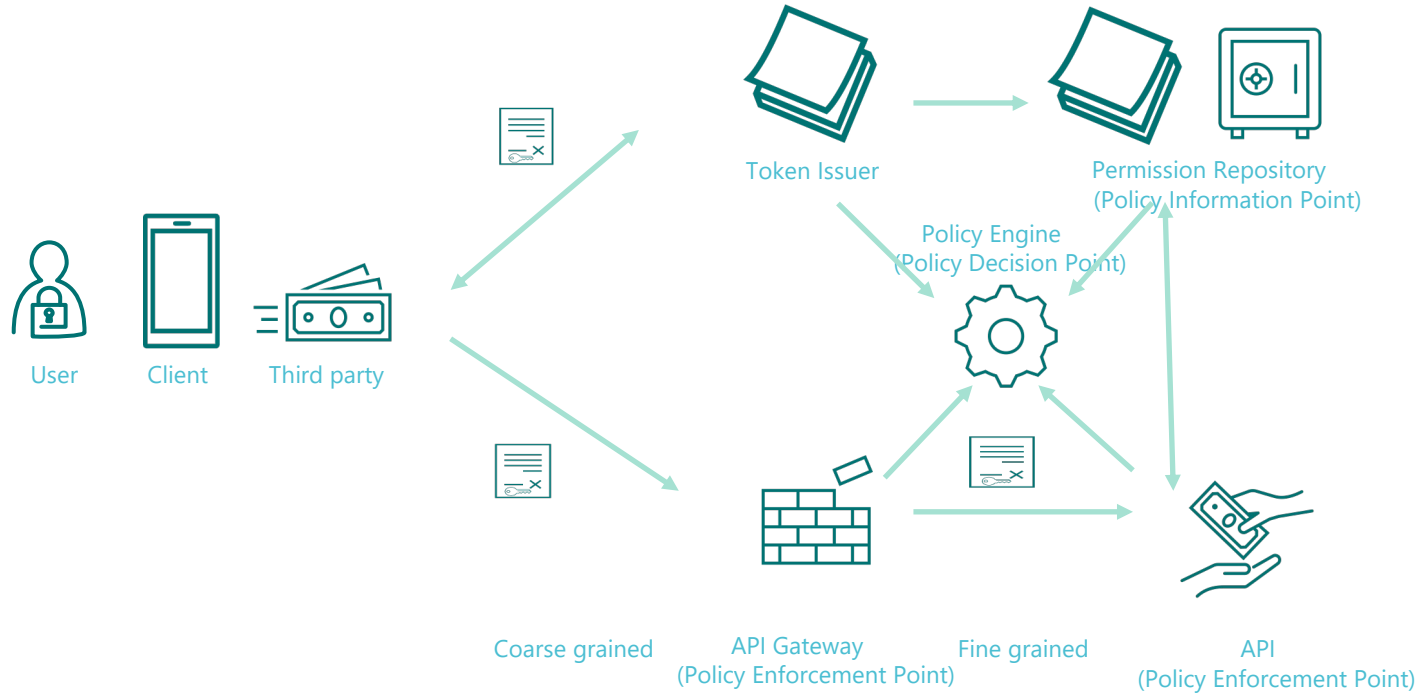 Token Issuer
Permission Repository
(Policy Information Point)
Policy Engine
(Policy Decision Point)
User
Client
Third party
Coarse grained
API Gateway
(Policy Enforcement Point)
Fine grained
API
(Policy Enforcement Point)